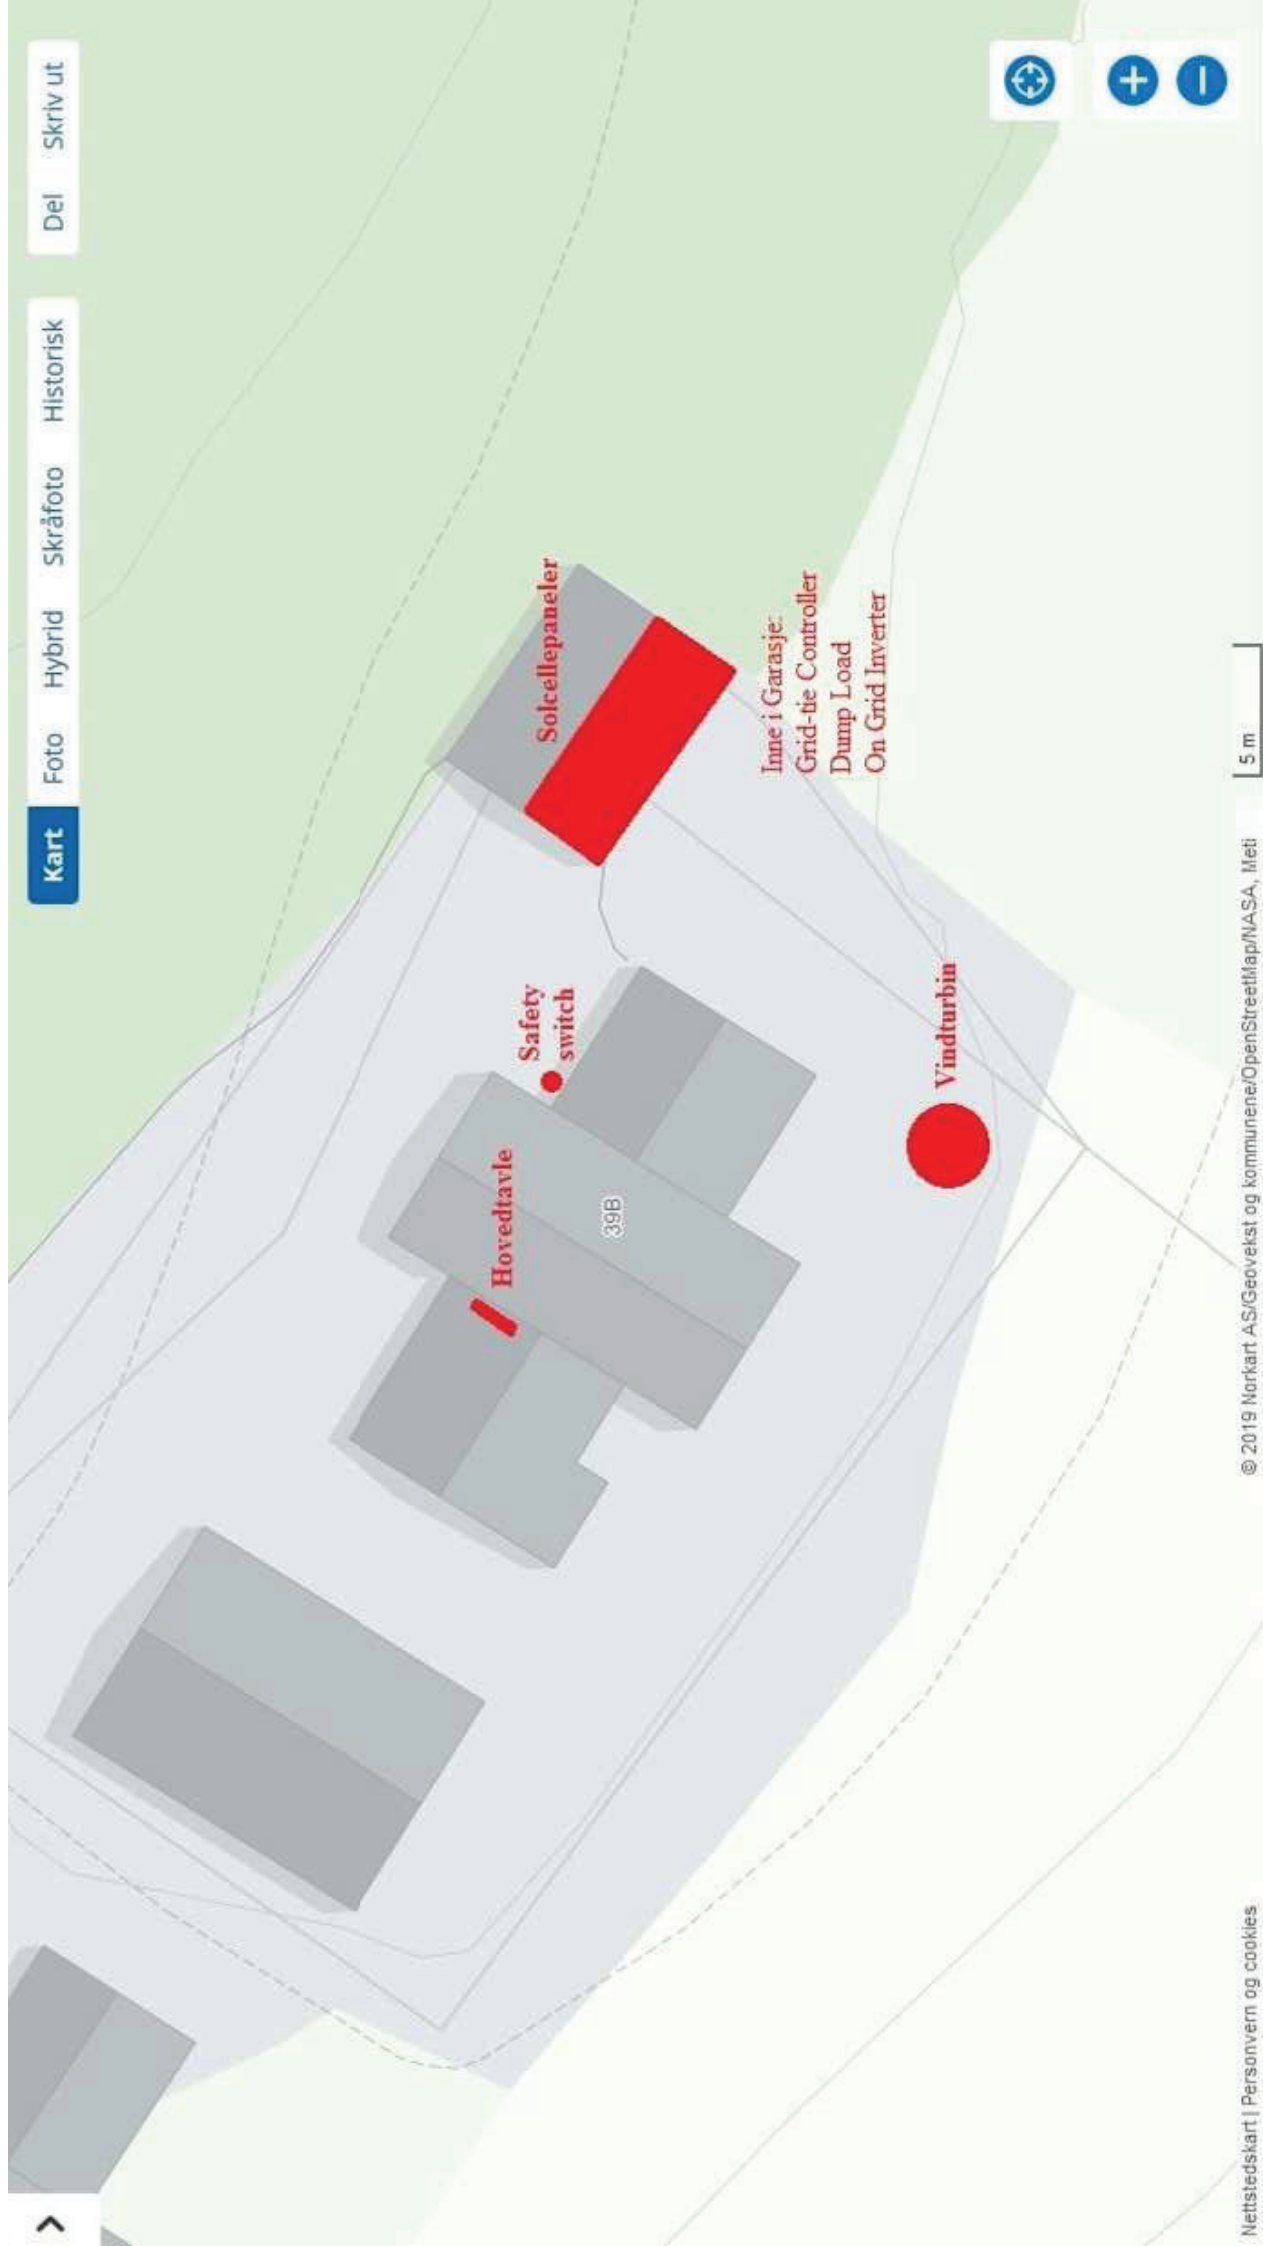 Kart Foto Hybrid Skråfoto Historisk Del Skriv ut
Solcellepaneler
Safety
switch
Hovedtavle
39B
Inne i Garasje:
Grid-tie Controller
Dump Load
On Grid Inverter
Vindturbin
5 m
Nettstedskart | Personvern og cookies
© 2019 Norkart AS/Geovekst og kommunene/OpenStreetMap/NASA, Meti